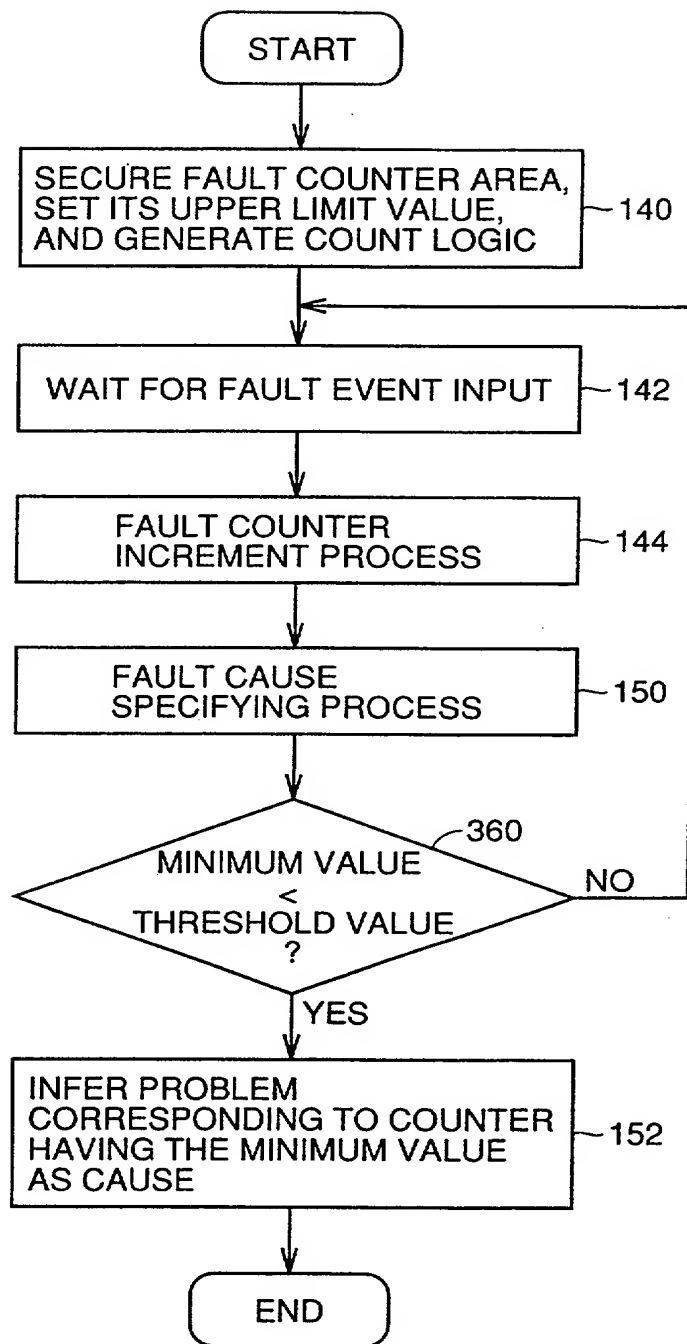 START
SECURE FAULT COUNTER AREA,
SET ITS UPPER LIMIT VALUE,
AND GENERATE COUNT LOGIC
140
WAIT FOR FAULT EVENT INPUT
142
FAULT COUNTER
INCREMENT PROCESS
144
FAULT CAUSE
SPECIFYING PROCESS
150
360
MINIMUM VALUE
<
THRESHOLD VALUE
?
NO
YES
INFER PROBLEM
CORRESPONDING TO COUNTER
HAVING THE MINIMUM VALUE
AS CAUSE
152
END